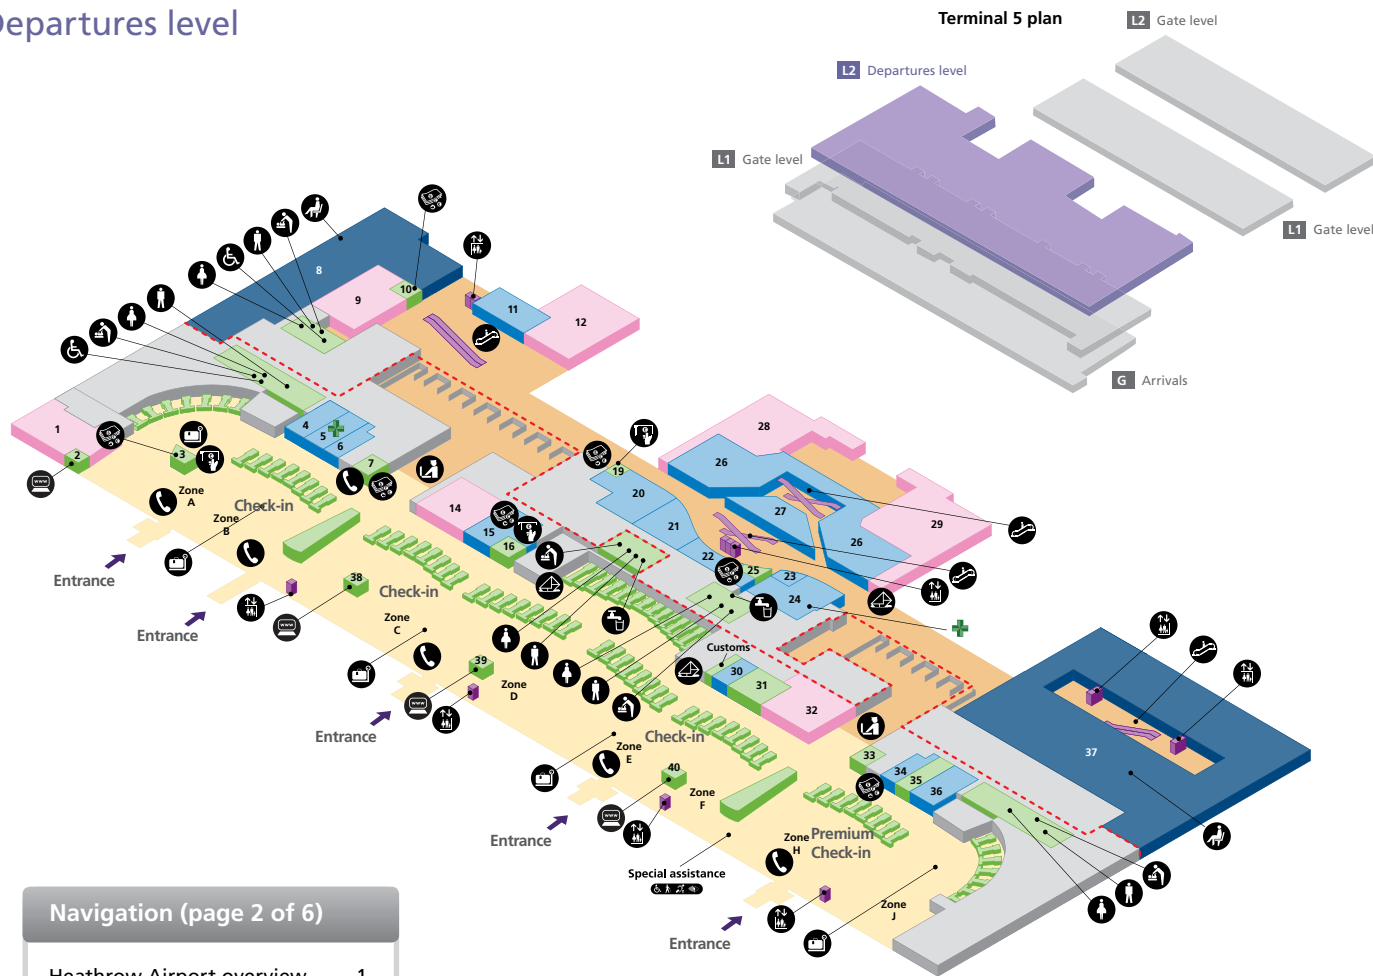 Departures level
Terminal 5 plan
L2 Gate level
L2 Departures level
L1 Gate level
L1 Gate level
G Arrivals
8
9
10
11
12
1
2
3
4
5
6
7
14
15
16
19
20
21
22
23
24
25
26
27
26
28
29
30
31
32
33
34
35
36
37
38
39
40
www
www
www
www
Zone
A
Zone
B
Check-in
Entrance
Check-in
Zone
C
Entrance
Zone
D
Customs
Entrance
Check-in
Zone
E
Zone
F
Entrance
Special assistance
Zone
H
Premium
Check-in
Zone
J
Entrance
Navigation (page 2 of 6)
Heathrow Airport overview 1